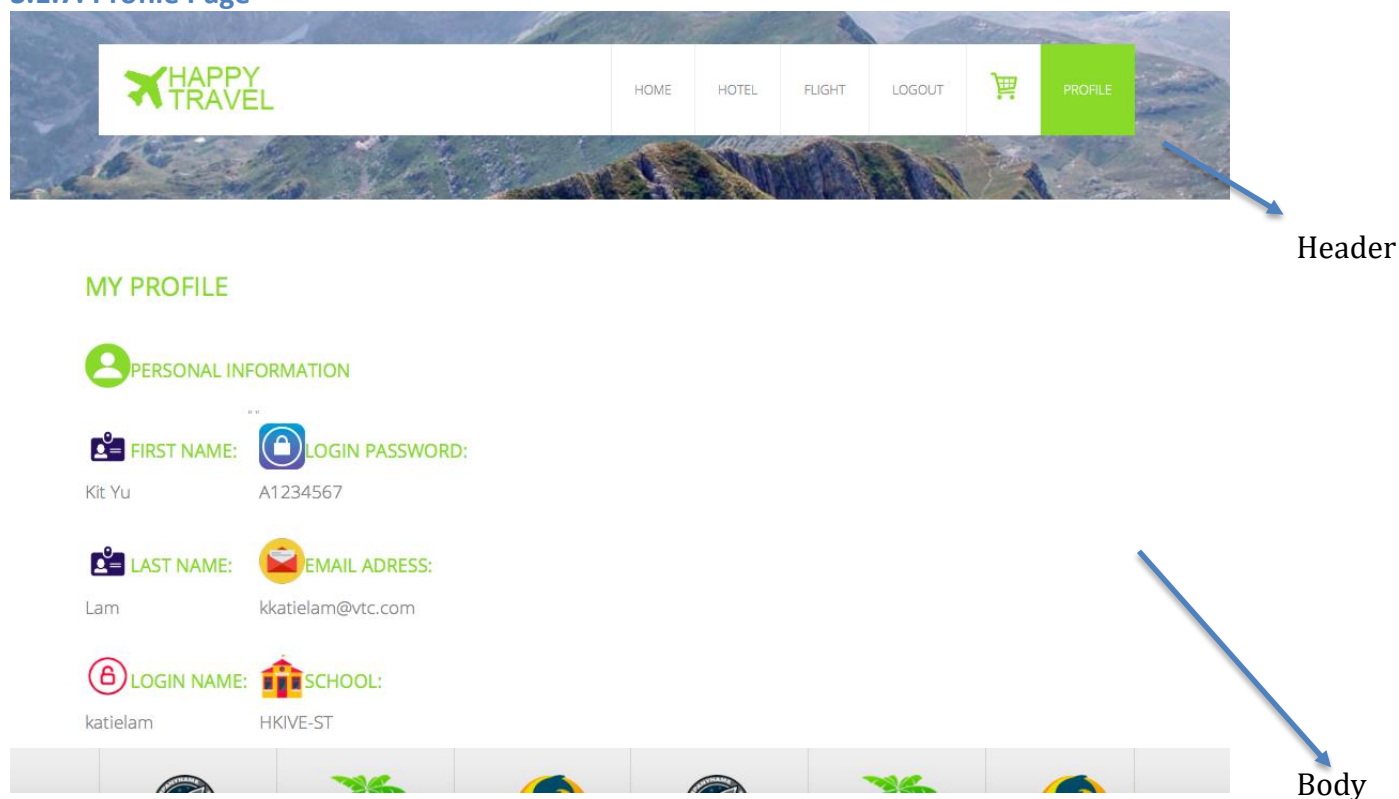 HAPPY
TRAVEL
HOME HOTEL FLIGHT LOGOUT PROFILE
Header
MY PROFILE
PERSONAL INFORMATION
" "
FIRST NAME: LOGIN PASSWORD:
Kit Yu A1234567
LAST NAME: EMAIL ADRESS:
Lam kkatielam@vtc.com
LOGIN NAME: SCHOOL:
katielam HKIVE-ST
Body